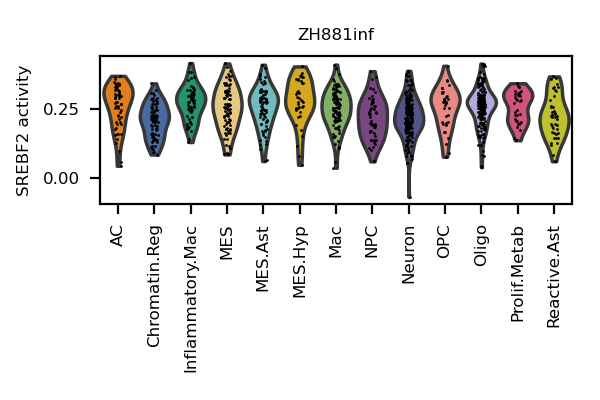 ZH881inf
SREBF2 activity
0.25
0.00
AC
Chromatin.Reg
Inflammatory.Mac
MES
MES.Ast
MES.Hyp
Mac
NPC
Neuron
OPC
Oligo
Prolif.Metab
Reactive.Ast